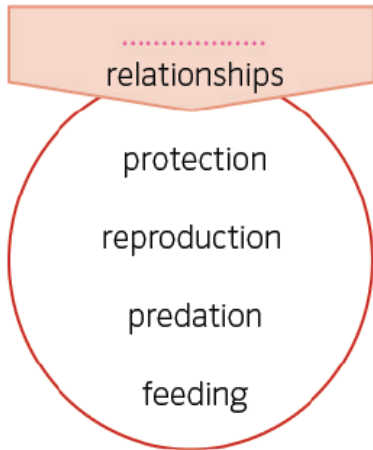 ..................
relationships
protection
reproduction
predation
feeding